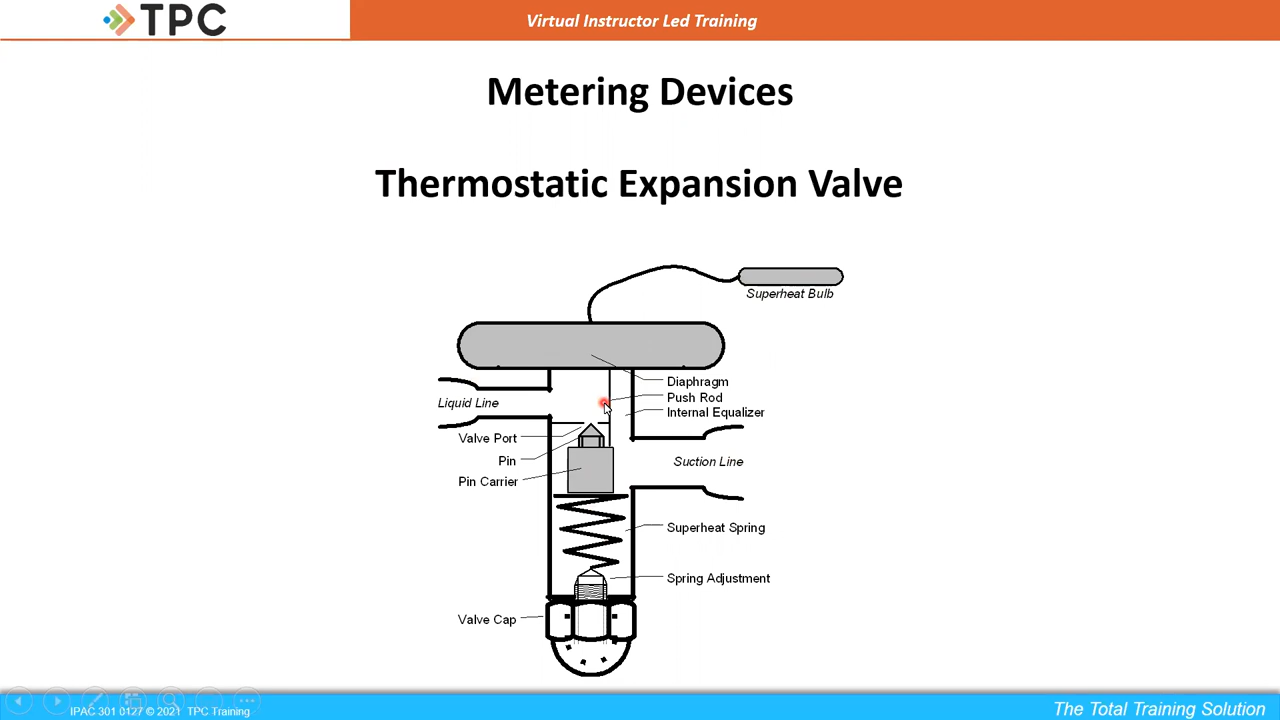 TPC
Virtual Instructor Led Training
Metering Devices
Thermostatic Expansion Valve
Superheat Bulb
Diaphragm
Liquid Line
Push Rod
Internal Equalizer
Valve Port
Pin
Suction Line
Pin Carrier
Superheat Spring
Spring Adjustment
Valve Cap
IPAC 301 0127 © 2021 TPC Training
The Total Training Solution